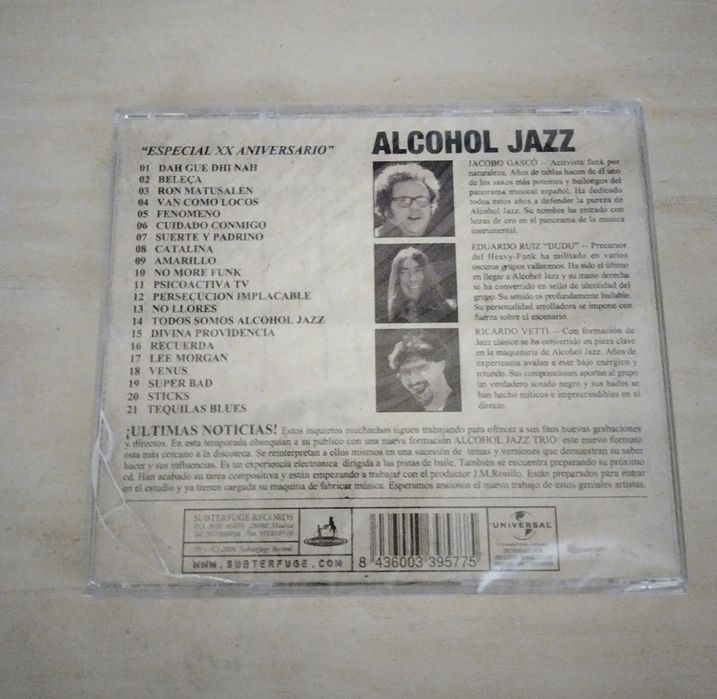 "ESPECIAL XX ANIVERSARIO"
01 DAH GUE DHI NAH
02 BELEÇA
03 RON MATUSALEN
04 VAN COMO LOCOS
05 FENOMENO
06 CUIDADO CONMIGO
07 SUERTE Y PADRINO
08 CATALINA
09 AMARILLO
10 NO MORE FUNK
11 PSICOACTIVA TV
12 PERSECUCION IMPLACABLE
13 NO LLORES
14 TODOS SOMOS ALCOHOL JAZZ
15 DIVINA PROVIDENCIA
16 RECUERDA
17 LEE MORGAN
18 VENUS
19 SUPER BAD
20 STICKS
21 TEQUILAS BLUES
ALCOHOL JAZZ
JACOBO GASCÓ – Activista funk por
naturaleza. Años de tablas hacen de él uno
de los saxos más potentes y bailongos del
panorama musical español. Ha dedicado
todos estos años a defender la pureza de
Alcohol Jazz. Su nombre ha entrado con
letras de oro en el panorama de la música
instrumental.
EDUARDO RUIZ "DUDU" – Precursor
del Heavy-Funk ha militado en varios
oscuros grupos vallecanos. Ha sido el último
en llegar a Alcohol Jazz y su mano derecha
se ha convertido en sello de identidad del
grupo. Su sonido es profundamente bailable.
Su personalidad arrolladora se impone con
fuerza sobre el escenario.
RICARDO VETTI – Con formación de
Jazz clásico se ha convertido en pieza clave
en la maquinaria de Alcohol Jazz. Años de
experiencia avalan a este bajo enérgico y
rotundo. Sus composiciones aportan al grupo
un verdadero sonido negro y sus bailes se
han hecho míticos e imprescindibles en el
directo.
¡ULTIMAS NOTICIAS! Estos inquietos muchachos siguen trabajando para ofrecer a sus fans nuevas grabaciones
y directos. En esta temporada obsequian a su publico con una nueva formación ALCOHOL JAZZ TRIO: este nuevo formato
esta más cercano a la discoteca. Se reinterpretan a ellos mismos en una sucesión de temas y versiones que demuestran su saber
hacer y sus influencias. Es un experiencia electronica dirigida a las pistas de baile. También se encuentra preparando su próximo
cd. Han acabado su tarea compositiva y están empezando a trabajar con el productor J.M.Rosillo. Están preparados para entrar
en el estudio y ya tienen cargada su maquina de fabricar música. Esperamos ansiosos el nuevo trabajo de estos geniales artistas.
SUBTERFUGE RECORDS
(P) + (C) 2006 Subterfuge Records
WWW.SUBTERFUGE.COM
8 436003 395775
UNIVERSAL